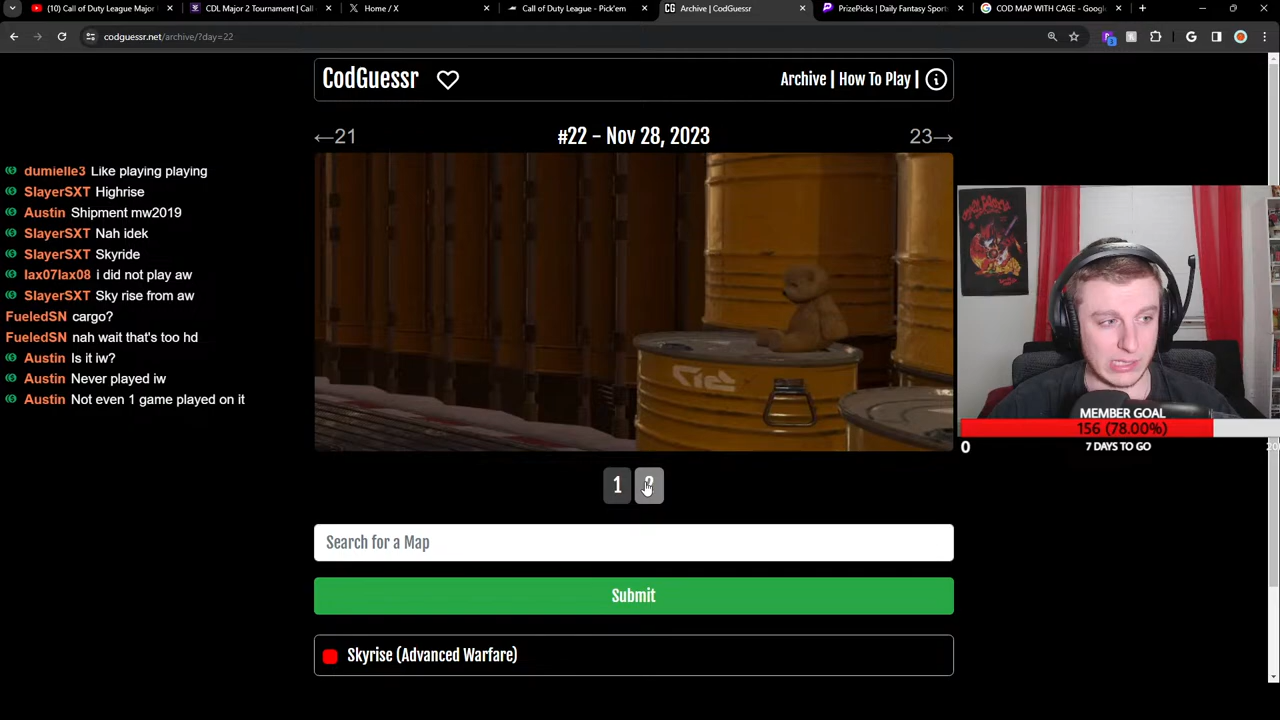 (10) Call of Duty League Major
CDL Major 2 Tournament | Call
Home / X
Call of Duty League - Pick'em
CG Archive | CodGuessr
PrizePicks | Daily Fantasy Sport
COD MAP WITH CAGE - Google
codguessr.net/archive/?day=22
CodGuessr
Archive | How To Play |
←21
#22 - Nov 28, 2023
23→
dumielle3 Like playing playing
SlayerSXT Highrise
Austin Shipment mw2019
SlayerSXT Nah idek
SlayerSXT Skyride
lax07lax08 i did not play aw
SlayerSXT Sky rise from aw
FueledSN cargo?
FueledSN nah wait that's too hd
Austin Is it iw?
Austin Never played iw
Austin Not even 1 game played on it
MEMBER GOAL
156 (78.00%)
0
7 DAYS TO GO
1
Search for a Map
Submit
Skyrise (Advanced Warfare)